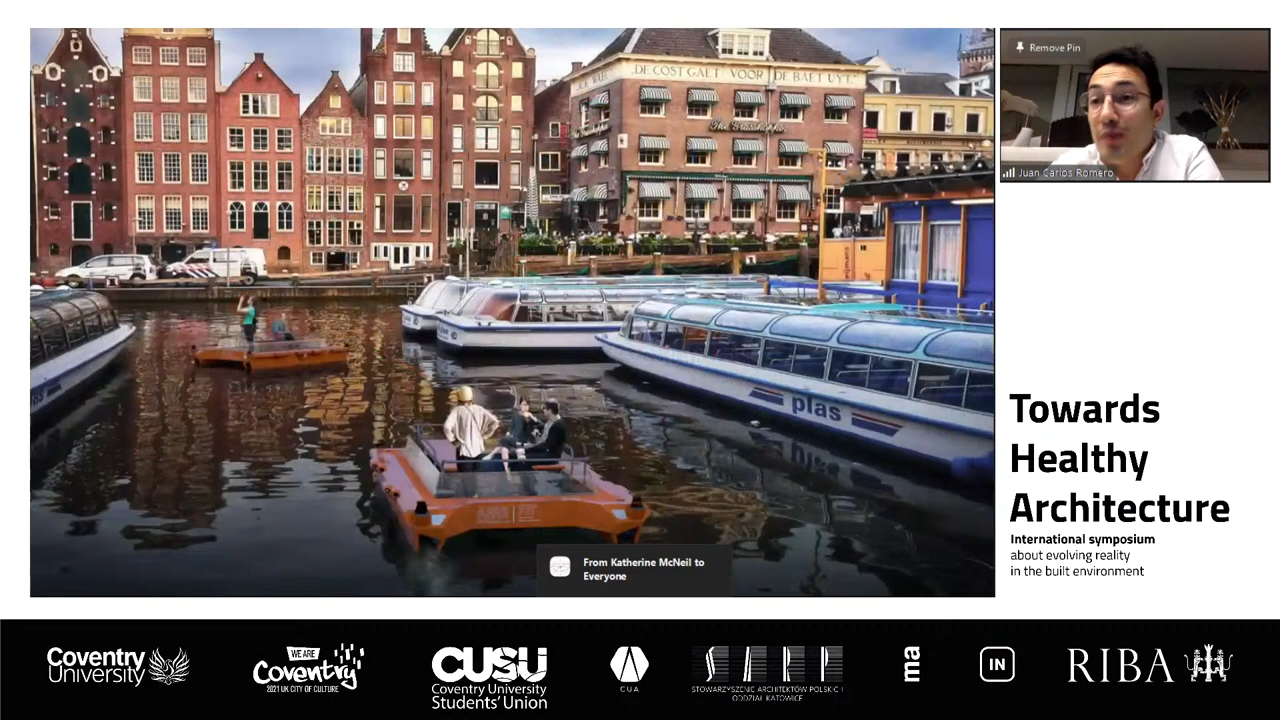 DE COST GAET VOOR DE BAET UYT.
The Grasshopper
plas
From Katherine McNeil to
Everyone
Remove Pin
Juan Carlos Romero
Towards
Healthy
Architecture
International symposium
about evolving reality
in the built environment
Coventry
University
WE ARE
Coventry
2021 UK CITY OF CULTURE
CUSU
Coventry University
Students' Union
CUA
SARP
STOWARZYSZENIE ARCHITEKTÓW POLSKICH
ODDZIAŁ KATOWICE
ma
IN
RIBA